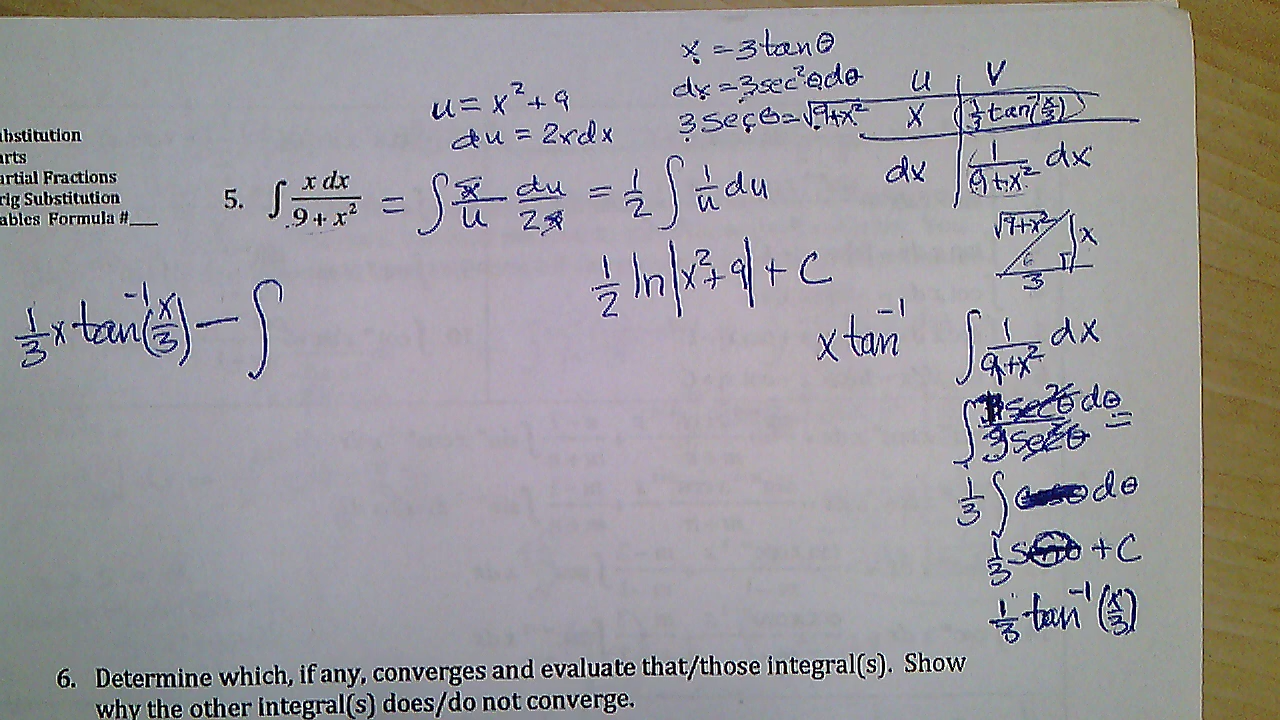 x = 3tanθ
dx = 3sec²θdθ
3secθ = √9+x²
u | v
x | 1/3 tan⁻¹(x/3)
dx | 1/(9+x²) dx
u = x² + 9
du = 2xdx
ubstitution
arts
artial Fractions
rig Substitution
ables Formula #__
5. ∫ x dx/(9 + x²) = ∫ x/u du/2x = 1/2 ∫ 1/u du
1/2 ln|x²+9| + C
√9+x² x
3
1/3 x tan⁻¹(x/3) − ∫
x tan⁻¹
∫ 1/(9+x²) dx
∫ sec²θ dθ / 9sec²θ =
1/3 ∫ dθ
1/3 + C
1/3 tan⁻¹(x/3)
6. Determine which, if any, converges and evaluate that/those integral(s). Show
why the other integral(s) does/do not converge.